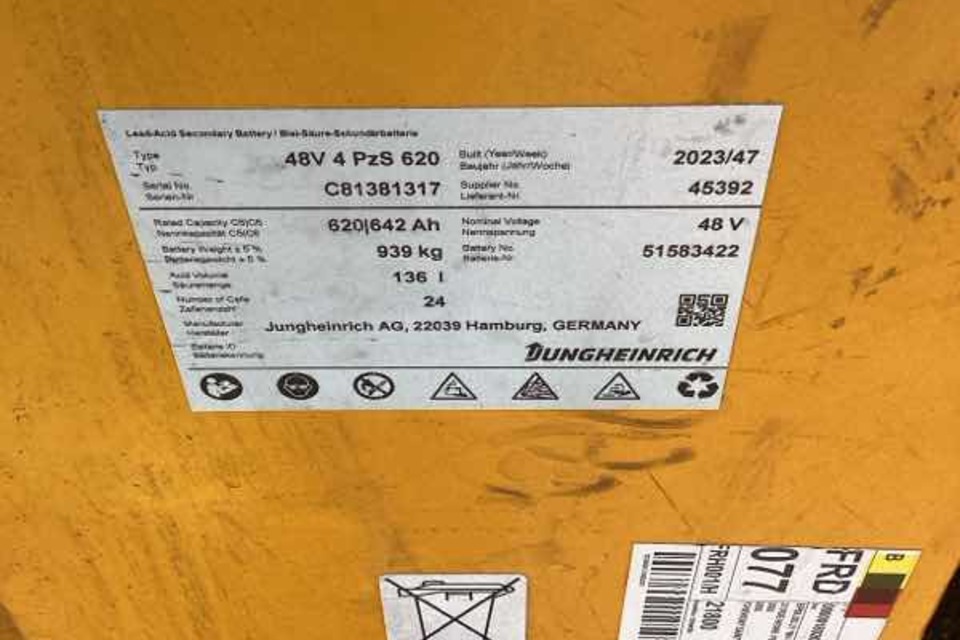 Lead-Acid Secondary Battery / Blei-Säure-Sekundärbatterie
Type 48V 4 PzS 620 Built (Year/Week) 2023/47
Typ Baujahr (Jahr/Woche)
Serial No. C81381317 Supplier No. 45392
Serien-Nr Lieferant-Nr.
Rated Capacity C5/C6 620|642 Ah Nominal Voltage 48 V
Nennkapazität C5/C6 Nennspannung
Battery Weight ± 5 % 939 kg Battery No. 51583422
Batteriegewicht ± 5 % Batterie-Nr.
Acid Volume 136 l
Säuremenge
Number of Cells 24
Zellenanzahl
Manufacturer Jungheinrich AG, 22039 Hamburg, GERMANY
Hersteller
Batterie ID
JUNGHEINRICH
B
FRD
077
FRH001H 21800